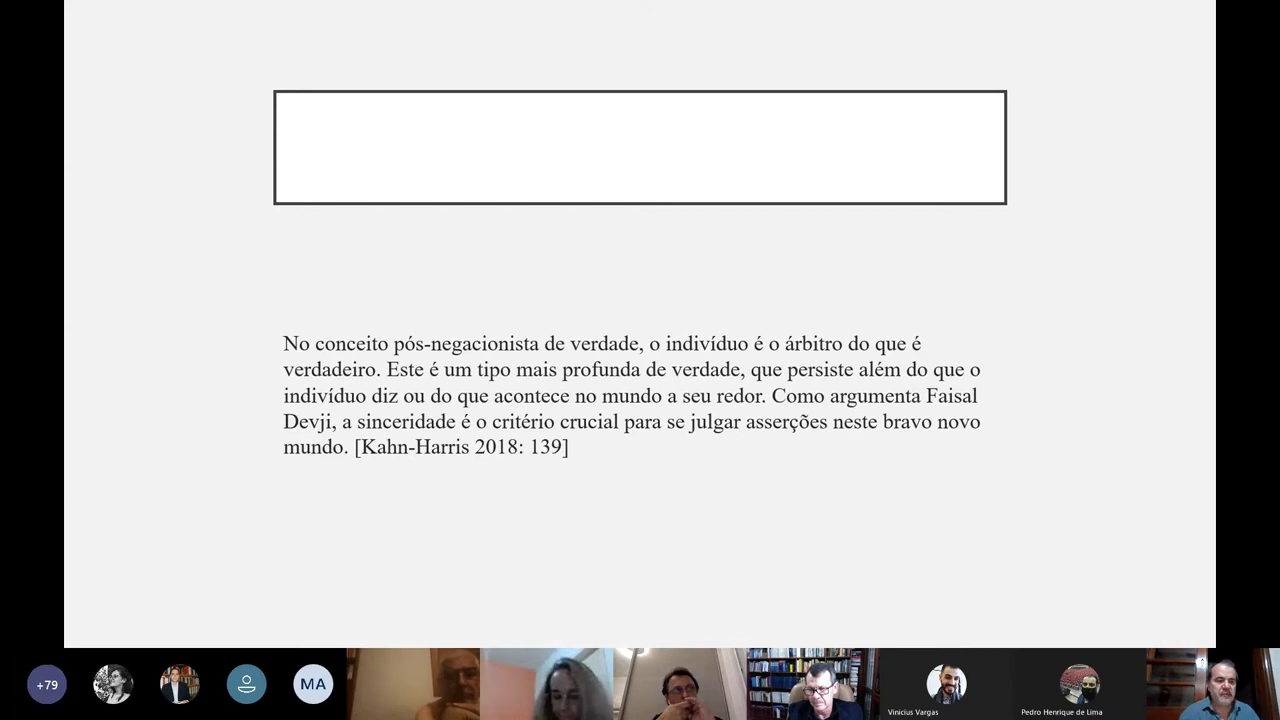 No conceito pós-negacionista de verdade, o indivíduo é o árbitro do que é
verdadeiro. Este é um tipo mais profunda de verdade, que persiste além do que o
indivíduo diz ou do que acontece no mundo a seu redor. Como argumenta Faisal
Devji, a sinceridade é o critério crucial para se julgar asserções neste bravo novo
mundo. [Kahn-Harris 2018: 139]
+79
MA
Vinicius Vargas
Pedro Henrique de Lima